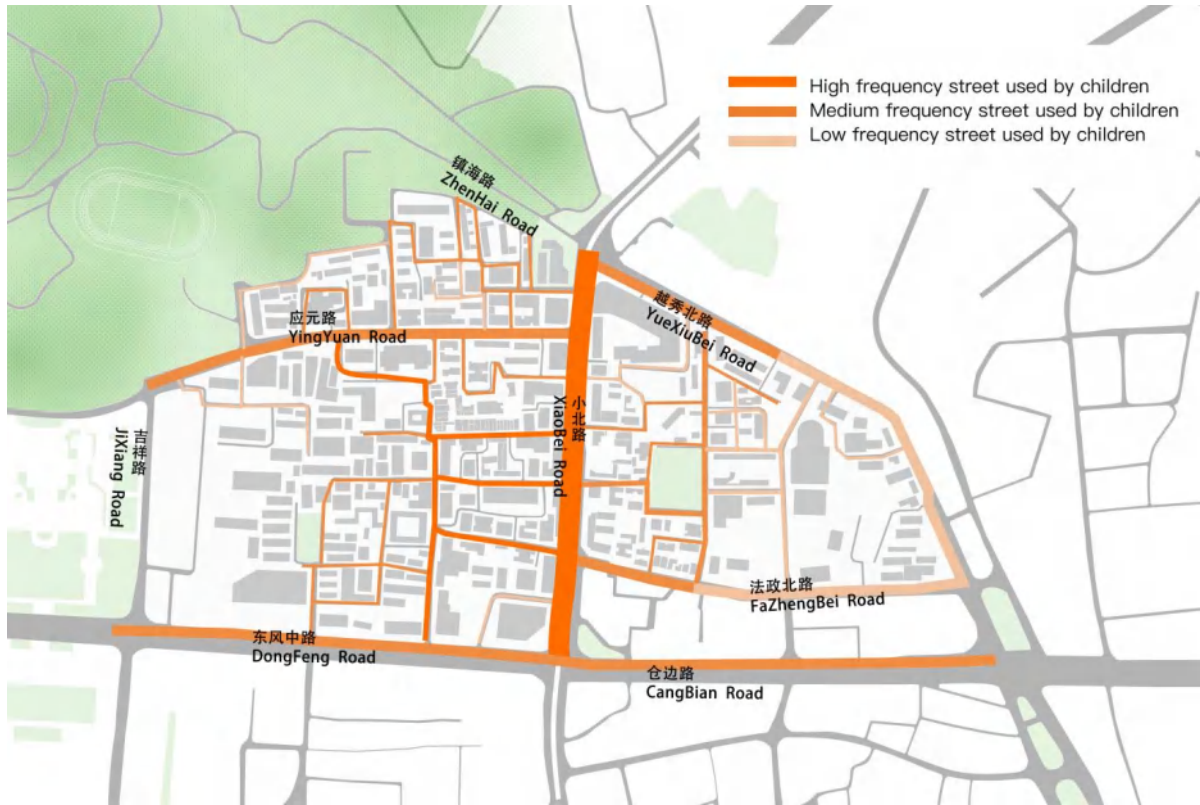 High frequency street used by children
Medium frequency street used by children
Low frequency street used by children
镇海路
ZhenHai Road
越秀北路
YueXiuBei Road
应元路
YingYuan Road
小北路
XiaoBei Road
吉祥路
JiXiang Road
法政北路
FaZhengBei Road
东风中路
DongFeng Road
仓边路
CangBian Road